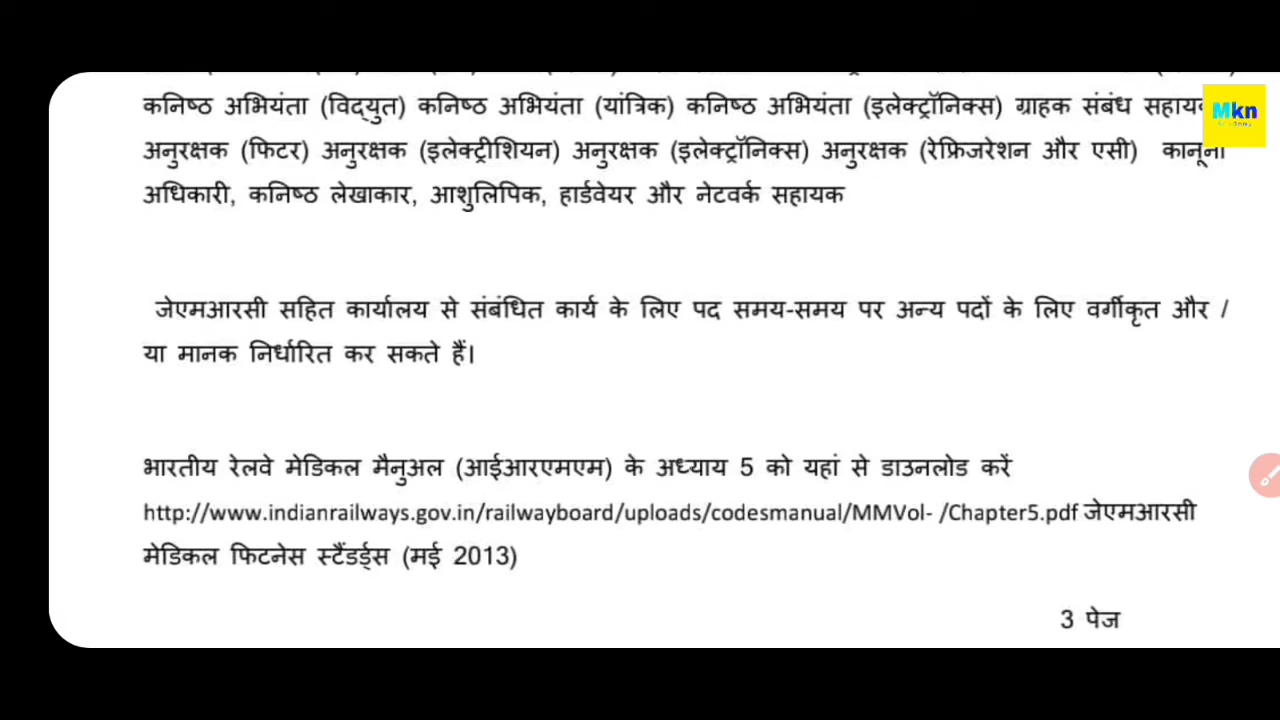 कनिष्ठ अभियंता (विद्युत) कनिष्ठ अभियंता (यांत्रिक) कनिष्ठ अभियंता (इलेक्ट्रॉनिक्स) ग्राहक संबंध
Mkn
अनुरक्षक (फिटर) अनुरक्षक (इलेक्ट्रीशियन) अनुरक्षक (इलेक्ट्रॉनिक्स) अनुरक्षक (रेफ्रिजरेशन और एसी)
अधिकारी, कनिष्ठ लेखाकार, आशुलिपिक, हार्डवेयर और नेटवर्क सहायक
जेएमआरसी सहित कार्यालय से संबंधित कार्य के लिए पद समय-समय पर अन्य पदों के लिए वर्गीकृत और /
या मानक निर्धारित कर सकते हैं।
भारतीय रेलवे मेडिकल मैनुअल (आईआरएमएम) के अध्याय 5 को यहां से डाउनलोड करें
http://www.indianrailways.gov.in/railwayboard/uploads/codesmanual/MMVol- /Chapter5.pdf जेएमआरसी
मेडिकल फिटनेस स्टैंडर्ड्स (मई 2013)
3 पेज